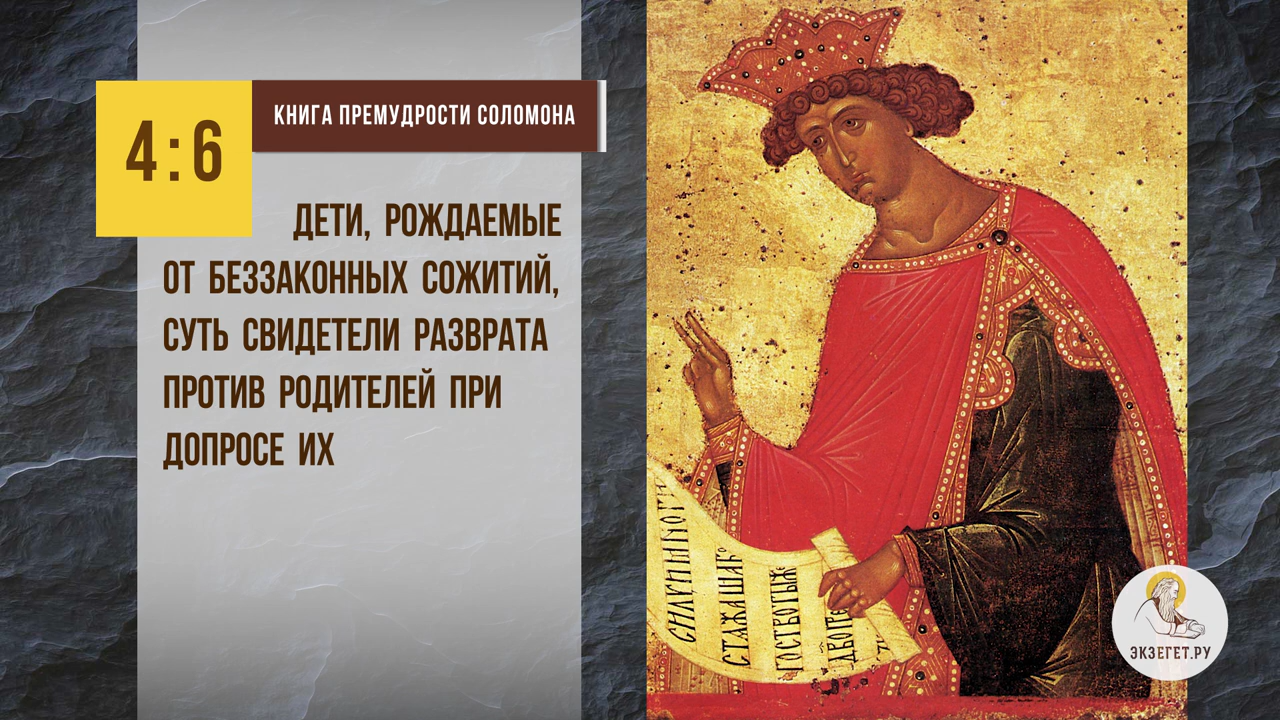 4:6
КНИГА ПРЕМУДРОСТИ СОЛОМОНА
ДЕТИ, РОЖДАЕМЫЕ
ОТ БЕЗЗАКОННЫХ СОЖИТИЙ,
СУТЬ СВИДЕТЕЛИ РАЗВРАТА
ПРОТИВ РОДИТЕЛЕЙ ПРИ
ДОПРОСЕ ИХ
ЭКЗЕГЕТ.РУ